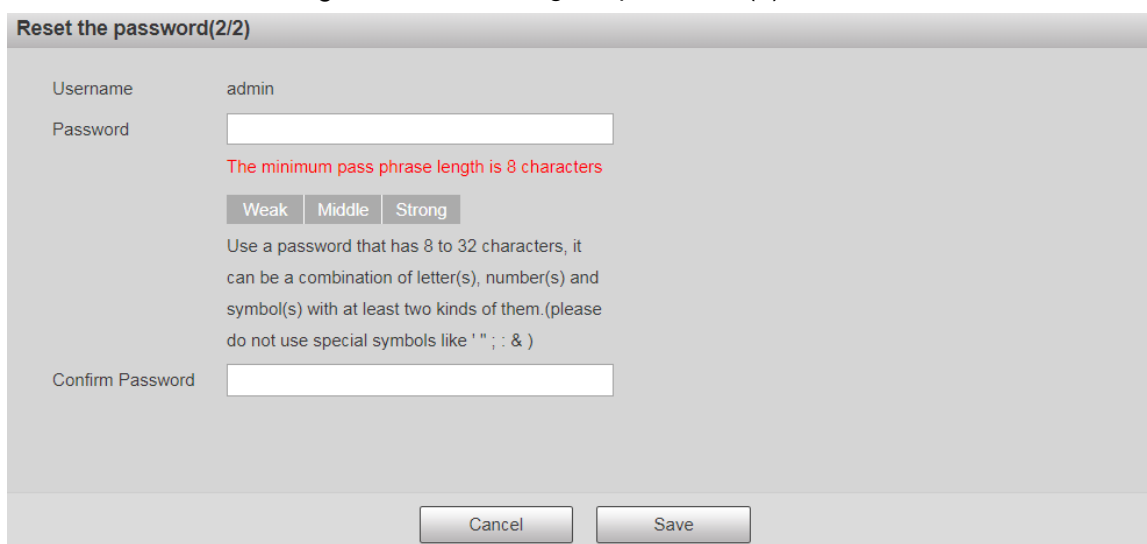 Reset the password(2/2)
Username admin
Password
The minimum pass phrase length is 8 characters
Weak Middle Strong
Use a password that has 8 to 32 characters, it
can be a combination of letter(s), number(s) and
symbol(s) with at least two kinds of them.(please
do not use special symbols like ' " ; : & )
Confirm Password
Cancel Save